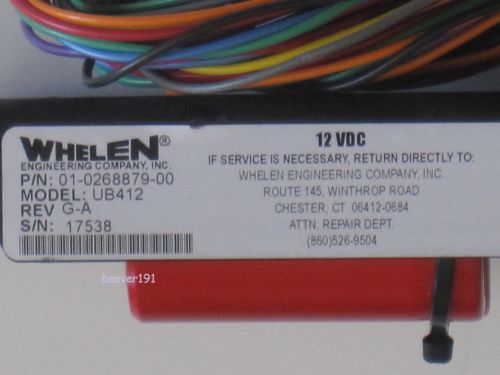 WHELEN®
ENGINEERING COMPANY, INC.
P/N: 01-0268879-00
MODEL: UB412
REV G-A
S/N: 17538
12 VDC
IF SERVICE IS NECESSARY, RETURN DIRECTLY TO:
WHELEN ENGINEERING COMPANY, INC.
ROUTE 145, WINTHROP ROAD
CHESTER, CT 06412-0684
ATTN: REPAIR DEPT.
(860)526-9504
beaver191